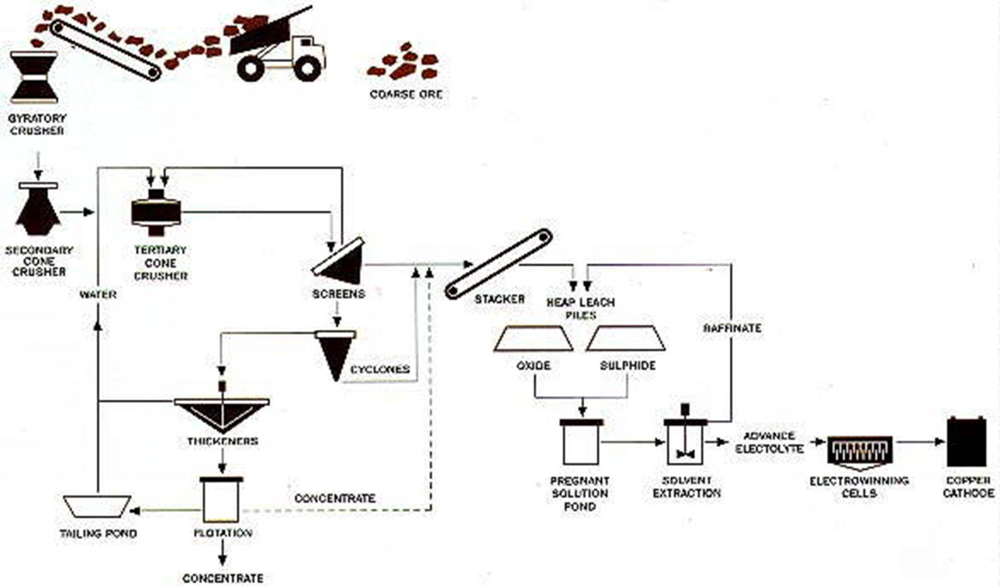 COARSE ORE
GYRATORY
CRUSHER
SECONDARY
CONE
CRUSHER
TERTIARY
CONE
CRUSHER
WATER
SCREENS
STACKER
HEAP LEACH
PILES
RAFFINATE
CYCLONES
OXIDE
SULPHIDE
THICKENERS
ADVANCE
ELECTOLYTE
PREGNANT
SOLUTION
POND
SOLVENT
EXTRACTION
ELECTROWINNING
CELLS
COPPER
CATHODE
CONCENTRATE
TAILING POND
FLOTATION
CONCENTRATE